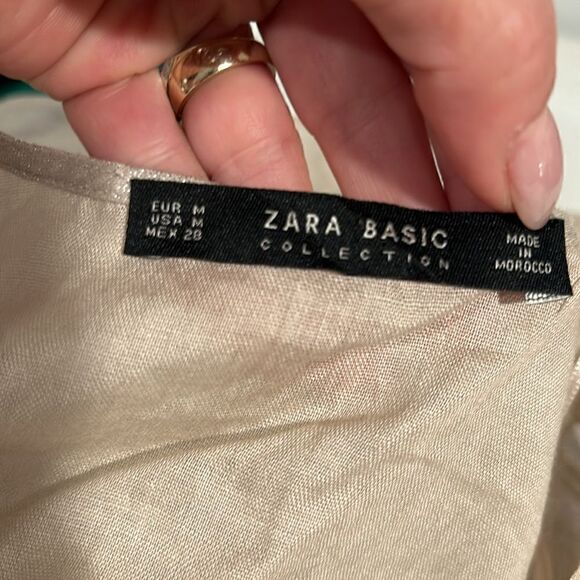 EUR M
USA M
MEX 28
ZARA BASIC
COLLECTION
MADE
IN
MOROCCO